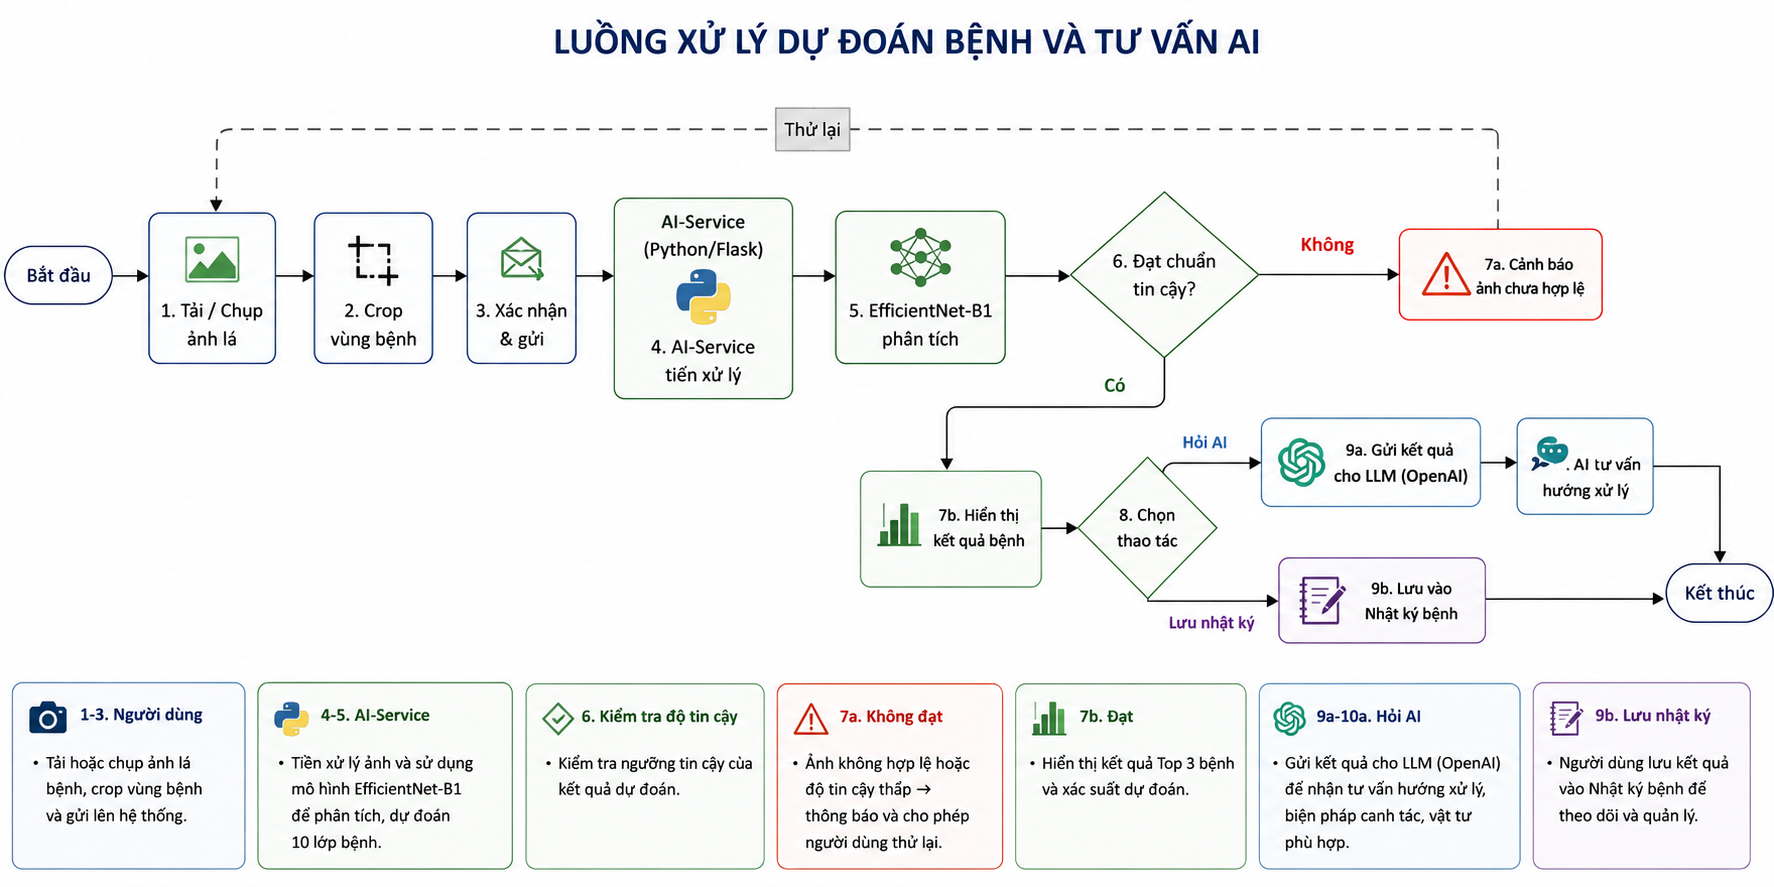 LUỒNG XỬ LÝ DỰ ĐOÁN BỆNH VÀ TƯ VẤN AI
Thử lại
Bắt đầu
1. Tải / Chụp
ảnh lá
2. Crop
vùng bệnh
3. Xác nhận
& gửi
AI-Service
(Python/Flask)
4. AI-Service
tiến xử lý
5. EfficientNet-B1
phân tích
6. Đạt chuẩn
tin cậy?
Không
7a. Cảnh báo
ảnh chưa hợp lệ
Có
7b. Hiển thị
kết quả bệnh
8. Chọn
thao tác
Hỏi AI
9a. Gửi kết quả
cho LLM (OpenAI)
. AI tư vấn
hướng xử lý
Lưu nhật ký
9b. Lưu vào
Nhật ký bệnh
Kết thúc
1-3. Người dùng
• Tải hoặc chụp ảnh lá
bệnh, crop vùng bệnh
và gửi lên hệ thống.
4-5. AI-Service
• Tiền xử lý ảnh và sử dụng
mô hình EfficientNet-B1
để phân tích, dự đoán
10 lớp bệnh.
6. Kiểm tra độ tin cậy
• Kiểm tra ngưỡng tin cậy của
kết quả dự đoán.
7a. Không đạt
• Ảnh không hợp lệ hoặc
độ tin cậy thấp →
thông báo và cho phép
người dùng thử lại.
7b. Đạt
• Hiển thị kết quả Top 3 bệnh
và xác suất dự đoán.
9a-10a. Hỏi AI
• Gửi kết quả cho LLM (OpenAI)
để nhận tư vấn hướng xử lý,
biện pháp canh tác, vật tư
phù hợp.
9b. Lưu nhật ký
• Người dùng lưu kết quả
vào Nhật ký bệnh để
theo dõi và quản lý.